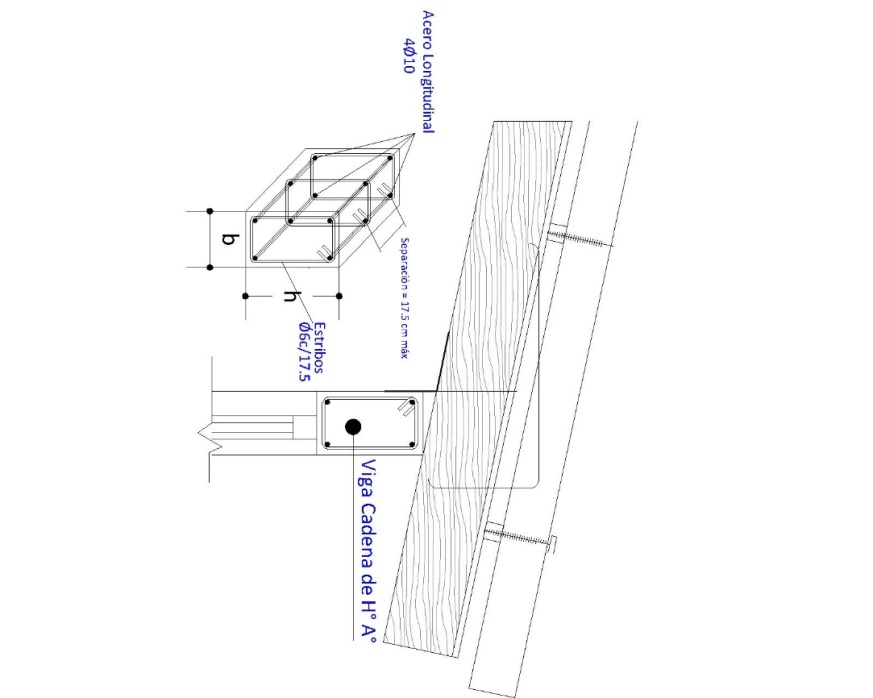 Acero Longitudinal
4Ø10
Separación = 17.5 cm máx
b
h
Estribos
Ø6c/17.5
Viga Cadena de H° A°